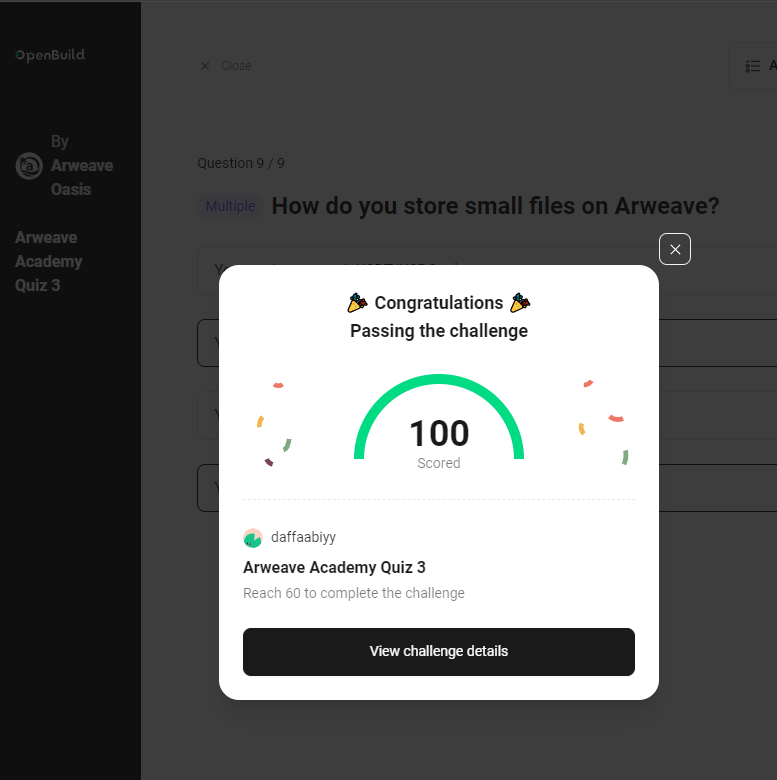 OpenBuild
Close
By
Arweave
Oasis
Arweave
Academy
Quiz 3
Question 9 / 9
Multiple How do you store small files on Arweave?
Congratulations
Passing the challenge
100
Scored
daffaabiyy
Arweave Academy Quiz 3
Reach 60 to complete the challenge
View challenge details